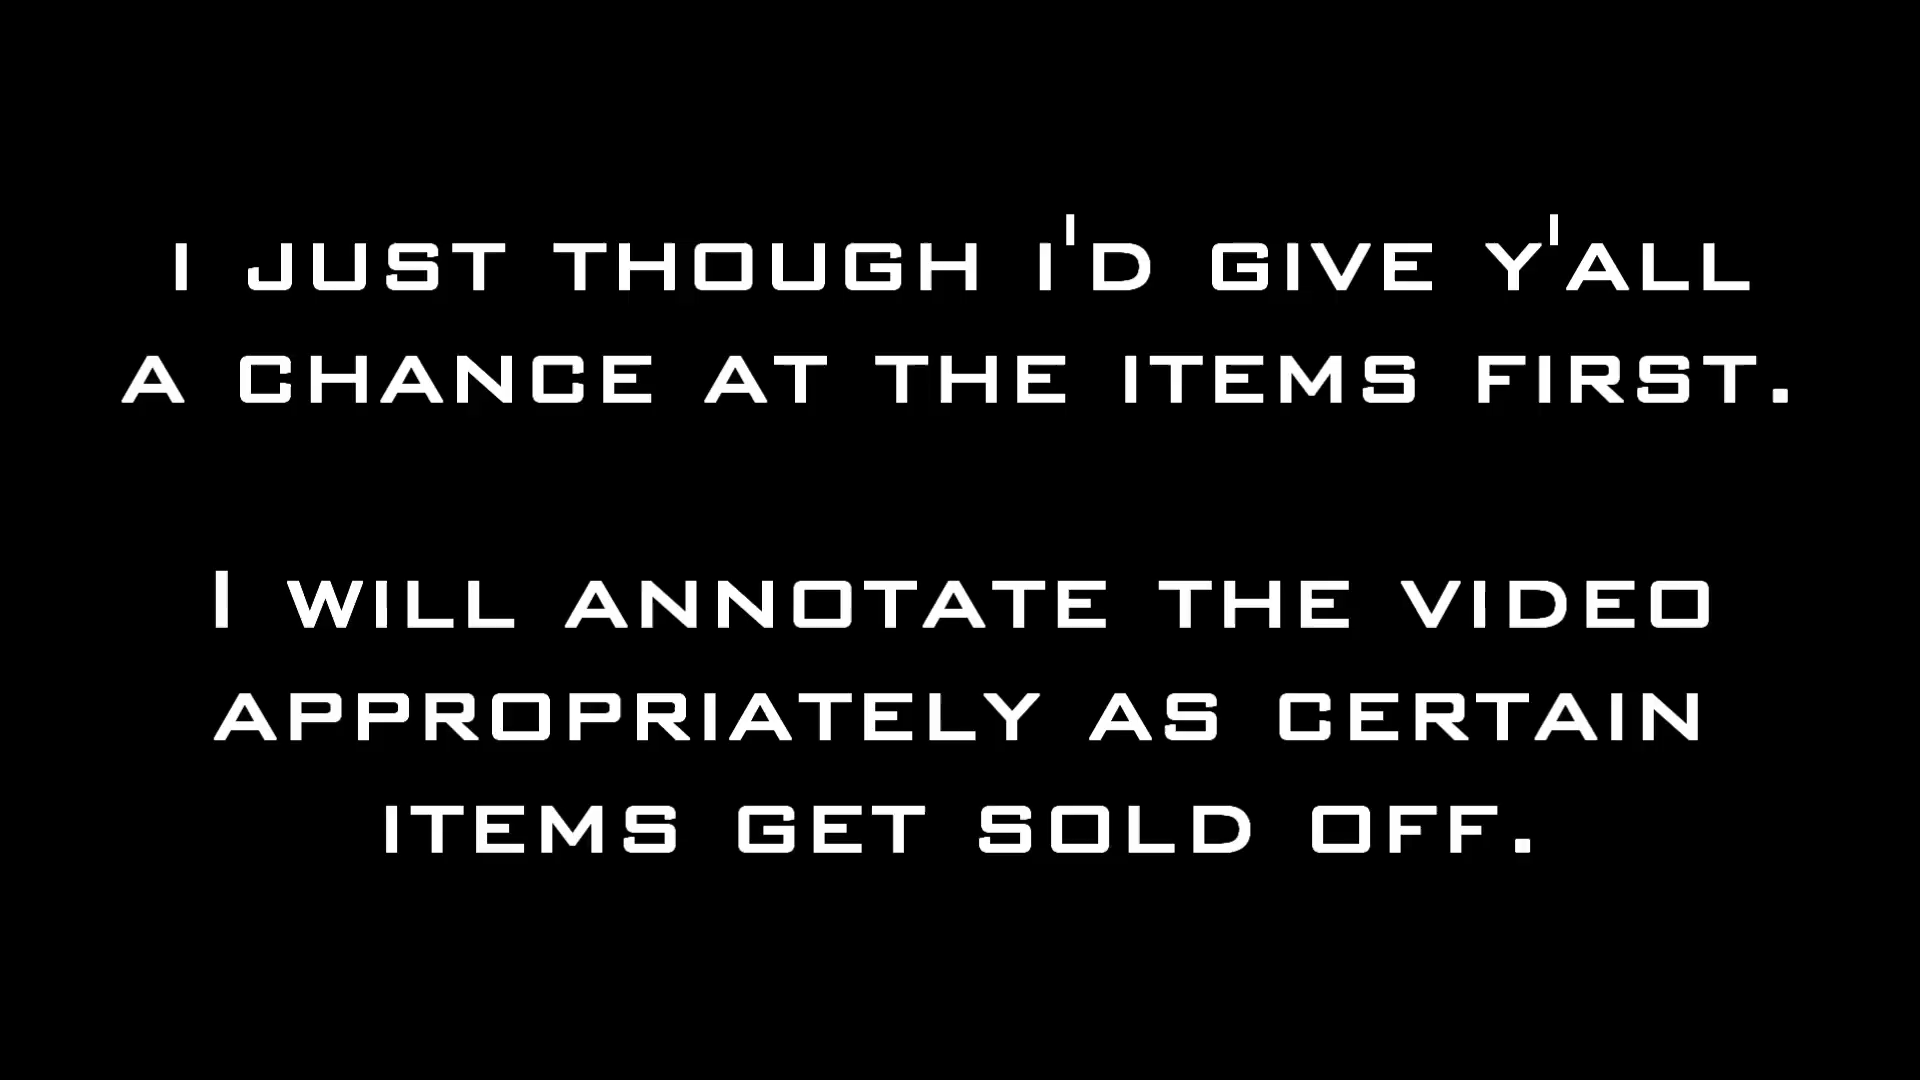 I JUST THOUGH I'D GIVE Y'ALL
A CHANCE AT THE ITEMS FIRST.
I WILL ANNOTATE THE VIDEO
APPROPRIATELY AS CERTAIN
ITEMS GET SOLD OFF.